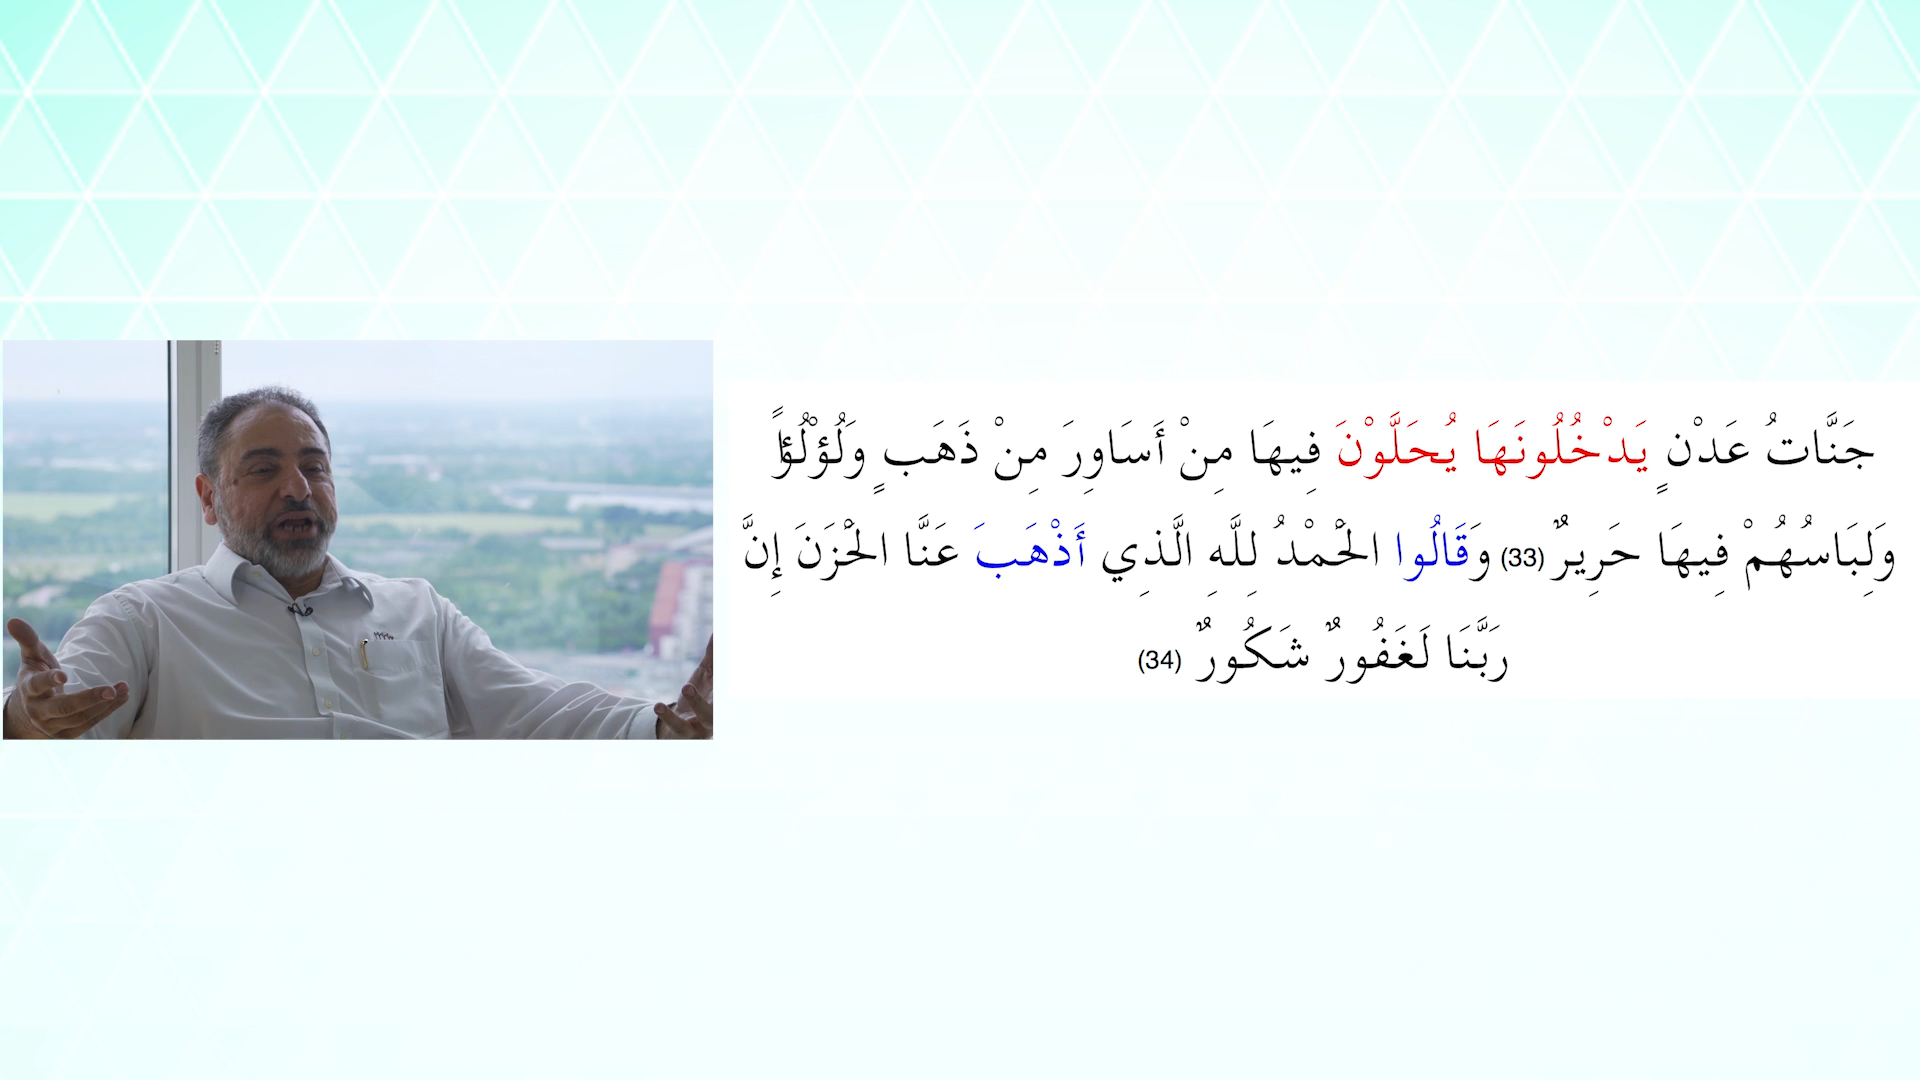 جَنَّاتُ عَدْنٍ يَدْخُلُونَهَا يُحَلَّوْنَ فِيهَا مِنْ أَسَاوِرَ مِنْ ذَهَبٍ وَلُؤْلُؤًا
وَلِبَاسُهُمْ فِيهَا حَرِيرٌ (33) وَقَالُوا الْحَمْدُ لِلَّهِ الَّذِي أَذْهَبَ عَنَّا الْحَزَنَ إِنَّ
رَبَّنَا لَغَفُورٌ شَكُورٌ (34)